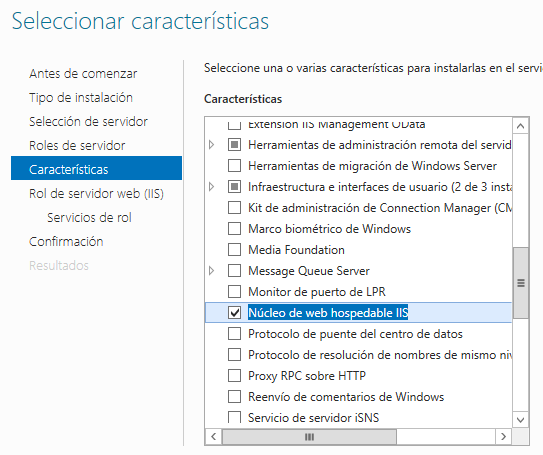 Seleccionar características
Seleccione una o varias características para instalarlas en el servi
Antes de comenzar
Tipo de instalación
Selección de servidor
Roles de servidor
Características
Rol de servidor web (IIS)
Servicios de rol
Confirmación
Resultados
Características
Extensión IIS Management OData
Herramientas de administración remota del servid
Herramientas de migración de Windows Server
Infraestructura e interfaces de usuario (2 de 3 insta
Kit de administración de Connection Manager (CM
Marco biométrico de Windows
Media Foundation
Message Queue Server
Monitor de puerto de LPR
Núcleo de web hospedable IIS
Protocolo de puente del centro de datos
Protocolo de resolución de nombres de mismo niv
Proxy RPC sobre HTTP
Reenvío de comentarios de Windows
Servicio de servidor iSNS